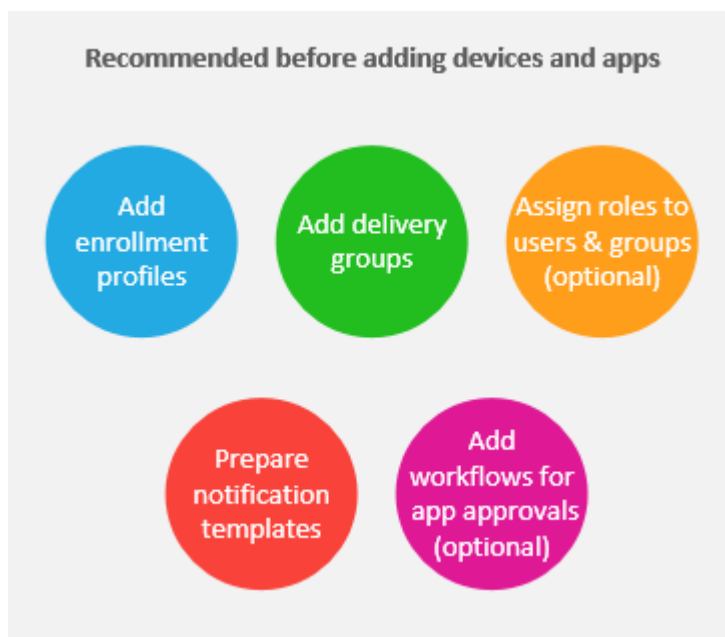 Recommended before adding devices and apps
Add
enrollment
profiles
Add delivery
groups
Assign roles to
users & groups
(optional)
Prepare
notification
templates
Add
workflows for
app approvals
(optional)